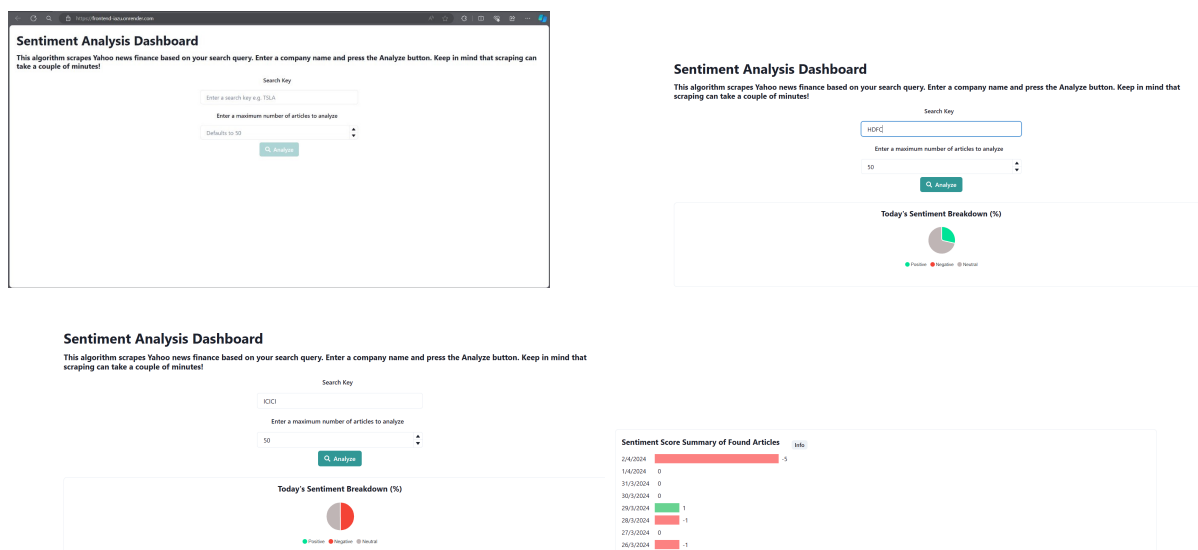 https://frontend-iqzu.onrender.com
Sentiment Analysis Dashboard
This algorithm scrapes Yahoo news finance based on your search query. Enter a company name and press the Analyze button. Keep in mind that scraping can
take a couple of minutes!
Search Key
Enter a search key e.g. TSLA
Enter a maximum number of articles to analyze
Defaults to 50
Analyze
Sentiment Analysis Dashboard
This algorithm scrapes Yahoo news finance based on your search query. Enter a company name and press the Analyze button. Keep in mind that
scraping can take a couple of minutes!
Search Key
HDFC
Enter a maximum number of articles to analyze
50
Analyze
Today's Sentiment Breakdown (%)
Positive Negative Neutral
Sentiment Analysis Dashboard
This algorithm scrapes Yahoo news finance based on your search query. Enter a company name and press the Analyze button. Keep in mind that
scraping can take a couple of minutes!
Search Key
ICICI
Enter a maximum number of articles to analyze
50
Analyze
Today's Sentiment Breakdown (%)
Positive Negative Neutral
Sentiment Score Summary of Found Articles Info
2/4/2024 -5
1/4/2024 0
31/3/2024 0
30/3/2024 0
29/3/2024 1
28/3/2024 -1
27/3/2024 0
26/3/2024 -1